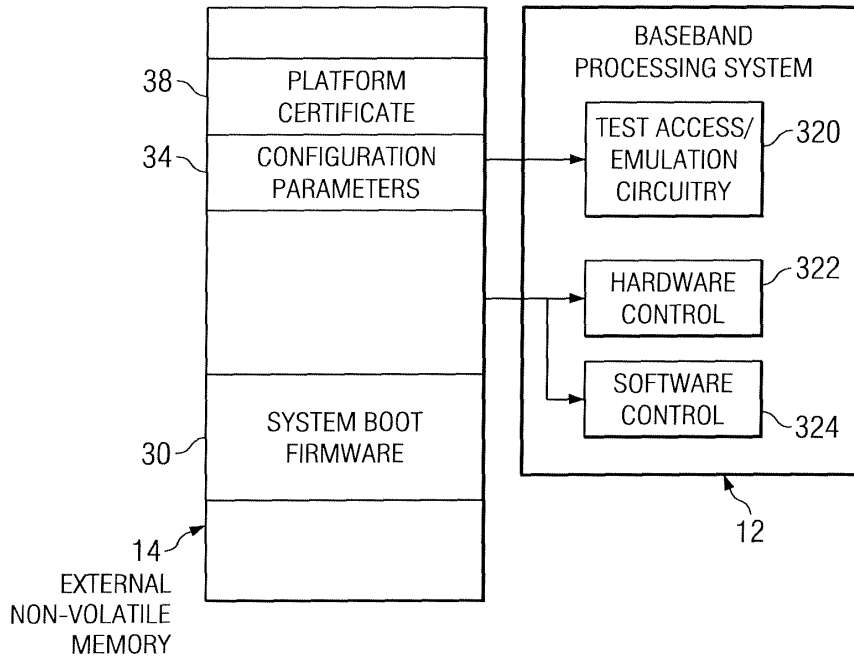 38
PLATFORM
CERTIFICATE
34
CONFIGURATION
PARAMETERS
30
SYSTEM BOOT
FIRMWARE
14
EXTERNAL
NON-VOLATILE
MEMORY
BASEBAND
PROCESSING SYSTEM
TEST ACCESS/
EMULATION
CIRCUITRY
320
HARDWARE
CONTROL
322
SOFTWARE
CONTROL
324
12